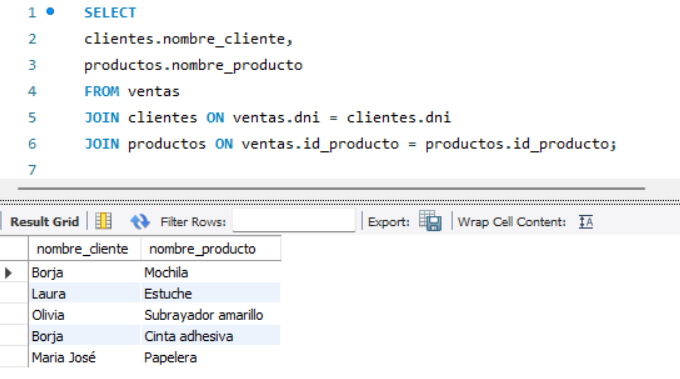 1 SELECT
2 clientes.nombre_cliente,
3 productos.nombre_producto
4 FROM ventas
5 JOIN clientes ON ventas.dni = clientes.dni
6 JOIN productos ON ventas.id_producto = productos.id_producto;
7
Result Grid Filter Rows: Export: Wrap Cell Content: IA
nombre_cliente nombre_producto
Borja Mochila
Laura Estuche
Olivia Subrayador amarillo
Borja Cinta adhesiva
Maria José Papelera